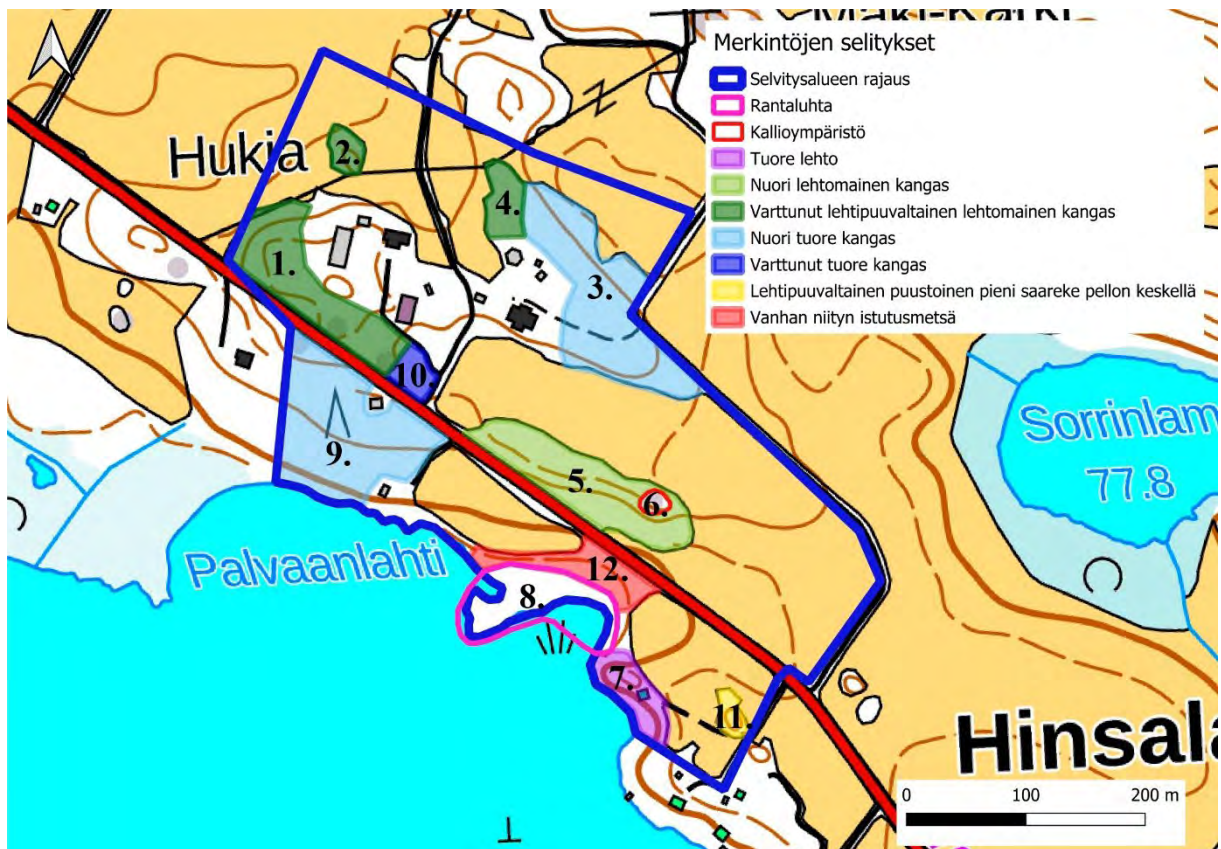 Mäki-Kärki
Merkintöjen selitykset
Selvitysalueen rajaus
Rantaluhta
Kallioympäristö
Tuore lehto
Nuori lehtomainen kangas
Varttunut lehtipuuvaltainen lehtomainen kangas
Nuori tuore kangas
Varttunut tuore kangas
Lehtipuuvaltainen puustoinen pieni saareke pellon keskellä
Vanhan niityn istutusmetsä
Hukia
2.
4.
1.
3.
10.
9.
5.
6.
Sorrinlam
77.8
Palvaanlahti
12.
8.
7.
11.
Hinsala
0 100 200 m